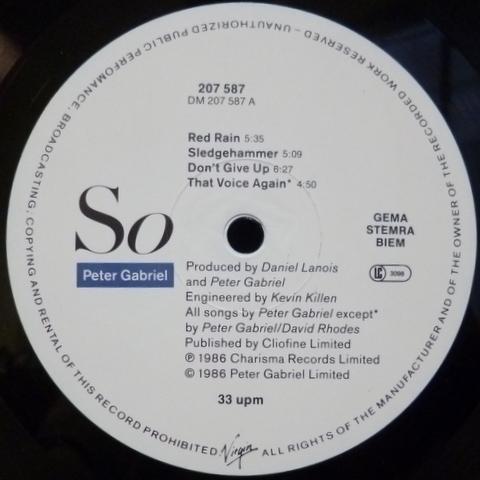 207 587
DM 207 587 A
Red Rain 5:35
Sledgehammer 5:09
Don't Give Up 6:27
That Voice Again* 4:50
So
Peter Gabriel
GEMA
STEMRA
BIEM
LC 3098
Produced by Daniel Lanois
and Peter Gabriel
Engineered by Kevin Killen
All songs by Peter Gabriel except*
by Peter Gabriel/David Rhodes
Published by Cliofine Limited
℗ 1986 Charisma Records Limited
© 1986 Peter Gabriel Limited
33 upm
Virgin
ALL RIGHTS OF THE MANUFACTURER AND OF THE OWNER OF THE RECORDED WORK RESERVED – UNAUTHORIZED PUBLIC PERFOMANCE, BROADCASTING, COPYING AND RENTAL OF THIS RECORD PROHIBITED